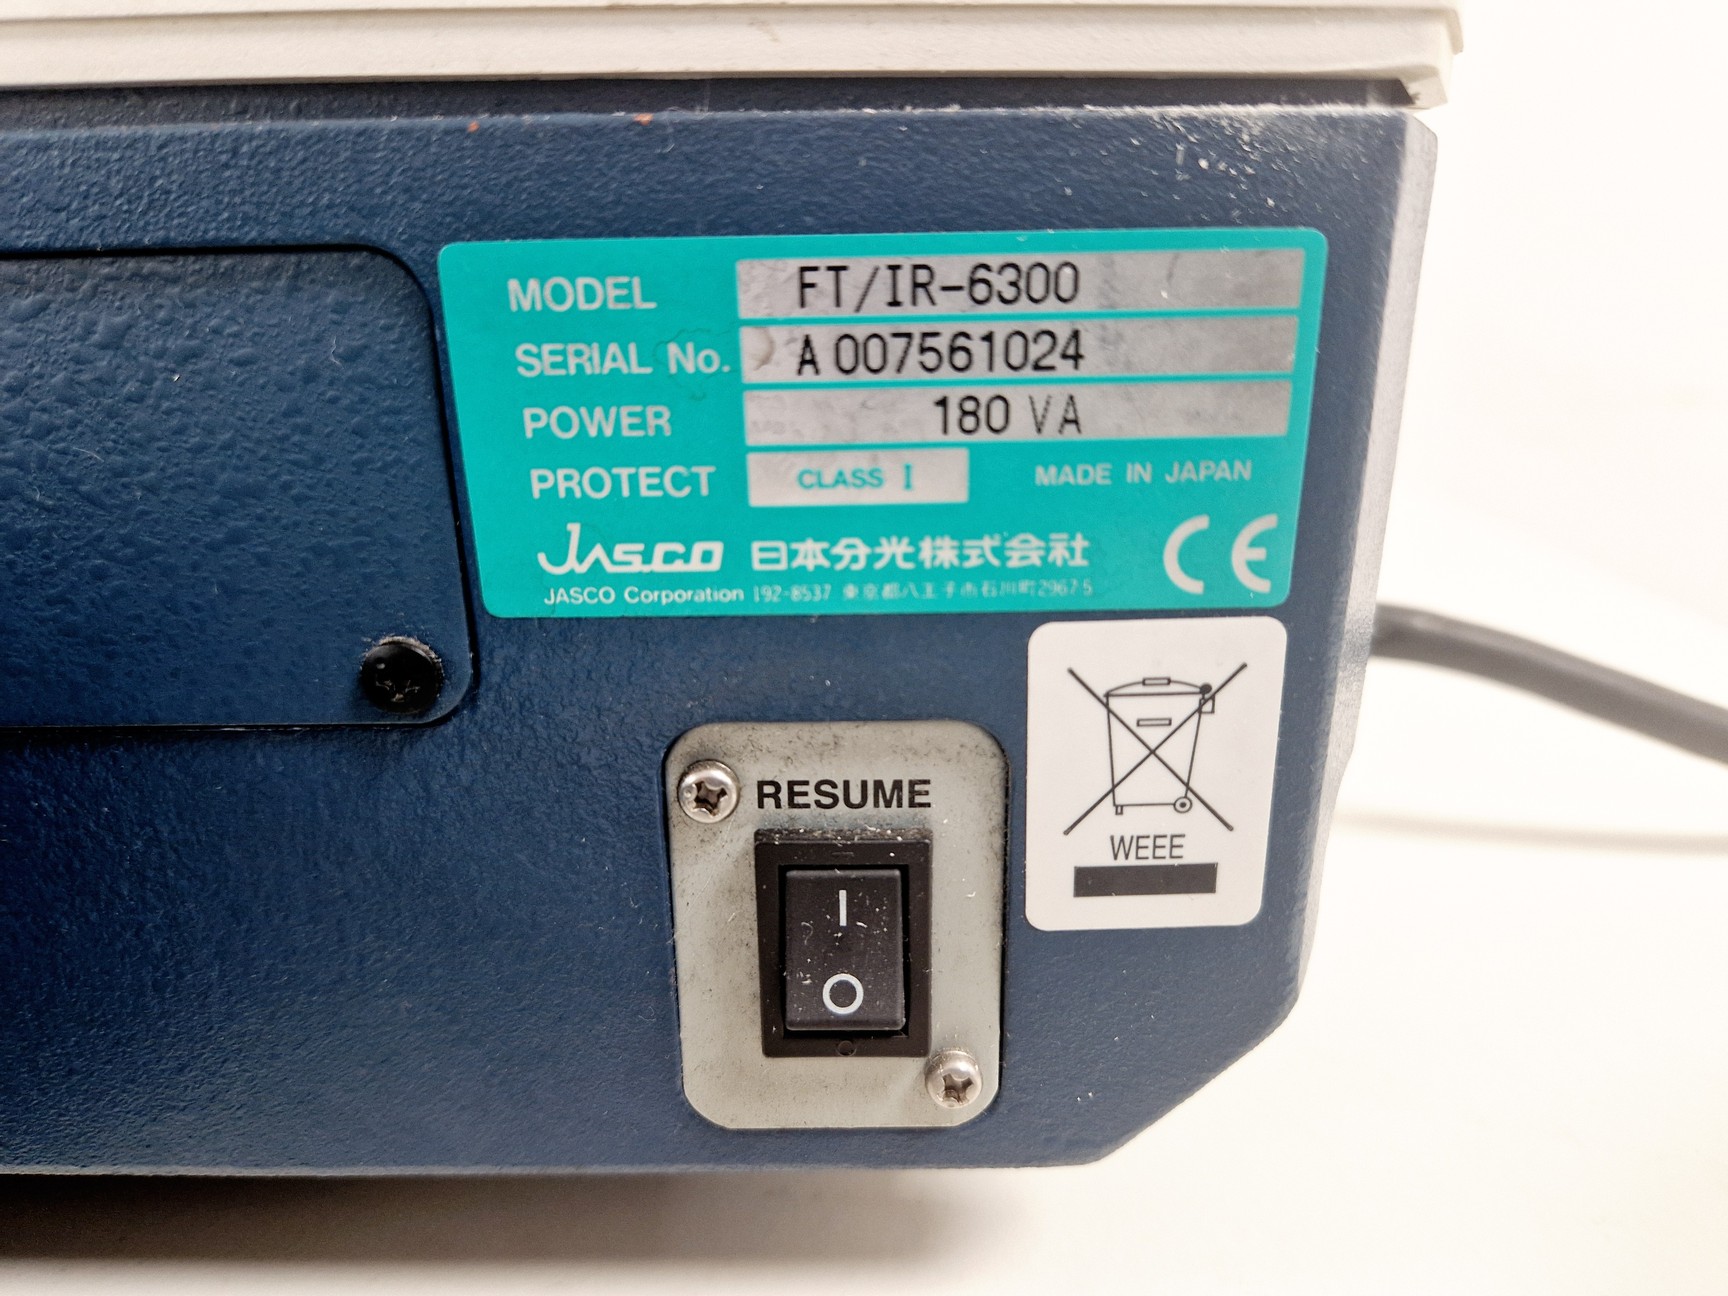 MODEL FT/IR-6300
SERIAL No. A 007561024
POWER 180 VA
PROTECT CLASS I MADE IN JAPAN
JASCO 日本分光株式会社 CE
JASCO Corporation 192-8537 東京都八王子市石川町2967-5
RESUME
I
O
WEEE